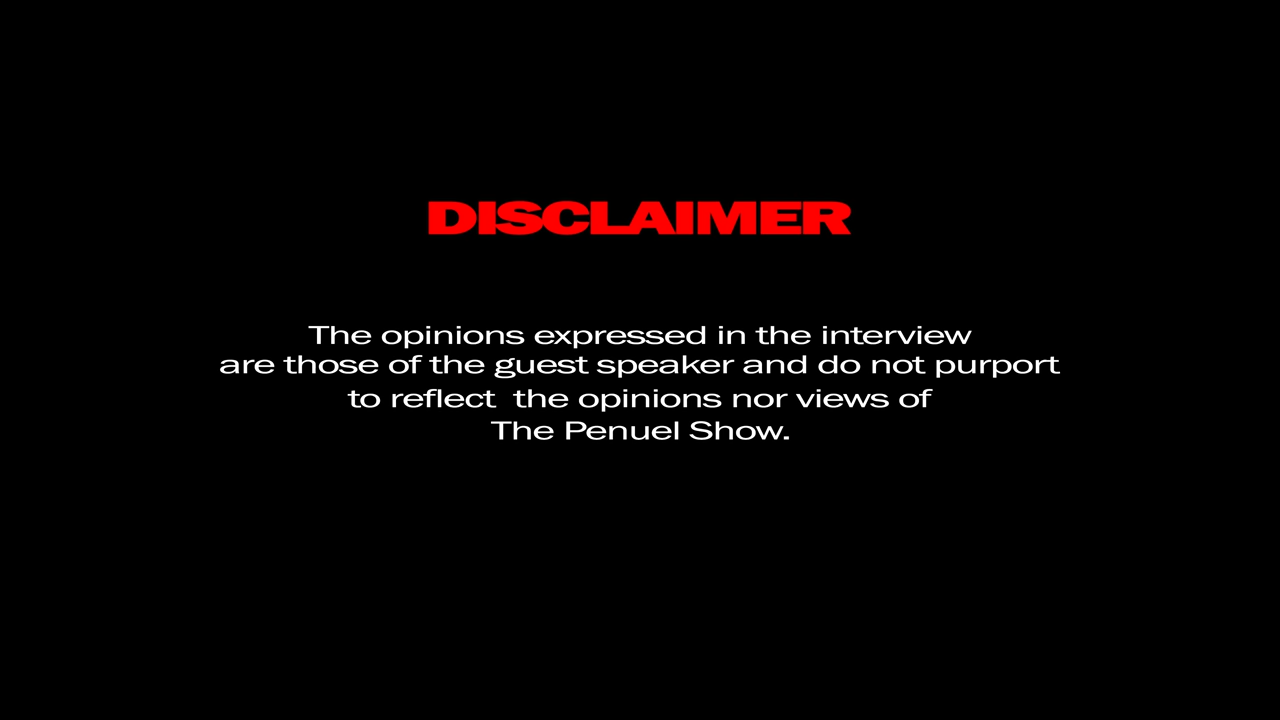 DISCLAIMER
The opinions expressed in the interview
are those of the guest speaker and do not purport
to reflect  the opinions nor views of
The Penuel Show.